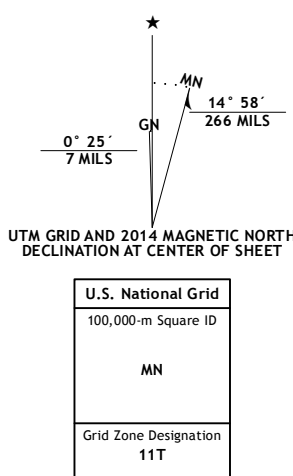 ★
MN
GN
14° 58´
266 MILS
0° 25´
7 MILS
UTM GRID AND 2014 MAGNETIC NORTH
DECLINATION AT CENTER OF SHEET
U.S. National Grid
100,000-m Square ID
MN
Grid Zone Designation
11T